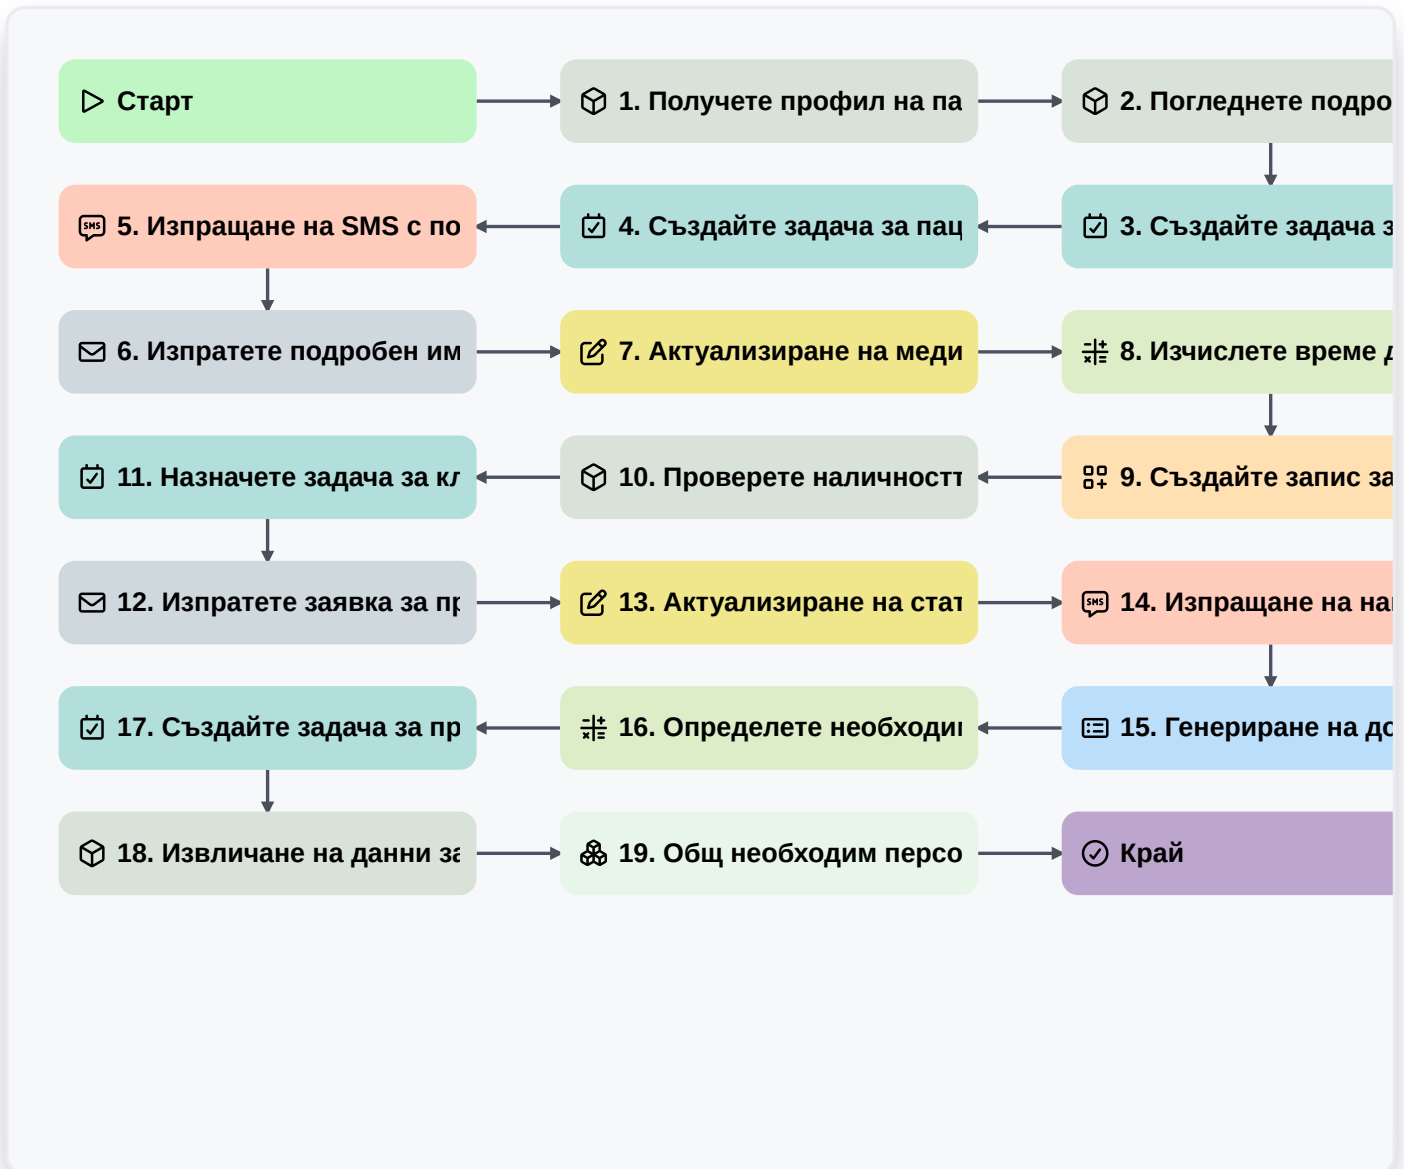 Старт
1. Получете профил на па
2. Погледнете подро
5. Изпращане на SMS с по
4. Създайте задача за пац
3. Създайте задача з
6. Изпратете подробен им
7. Актуализиране на меди
8. Изчислете време д
11. Назначете задача за кл
10. Проверете наличностт
9. Създайте запис за
12. Изпратете заявка за пр
13. Актуализиране на стат
14. Изпращане на на
17. Създайте задача за пр
16. Определете необходи
15. Генериране на до
18. Извличане на данни за
19. Общ необходим персо
Край